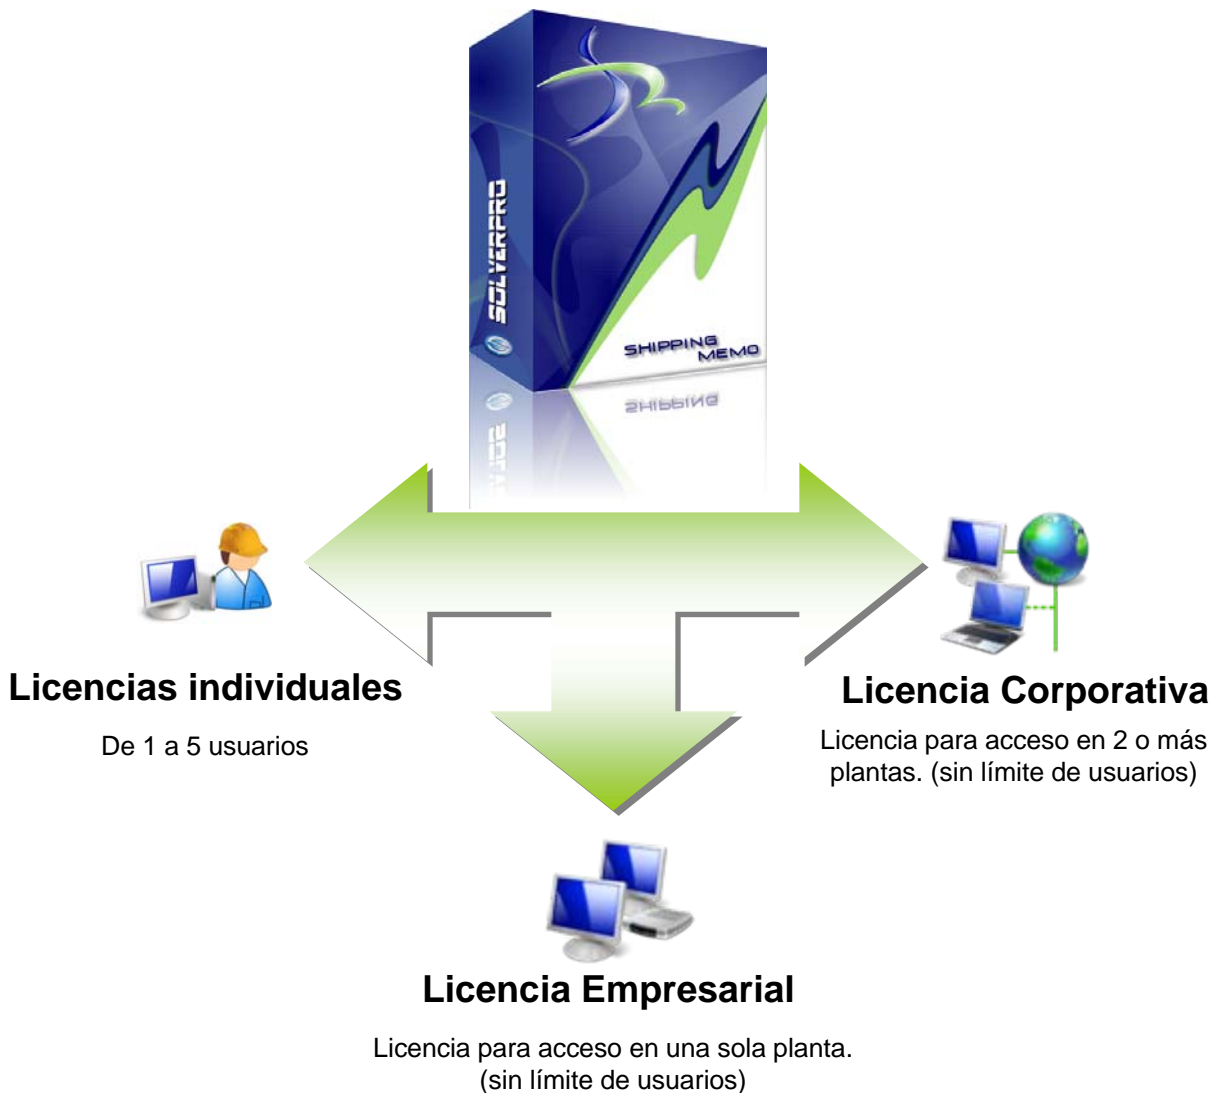 SOLVERPRO
SHIPPING
MEMO
SHIPPING
Licencias individuales
De 1 a 5 usuarios
Licencia Corporativa
Licencia para acceso en 2 o más
plantas. (sin límite de usuarios)
Licencia Empresarial
Licencia para acceso en una sola planta.
(sin límite de usuarios)